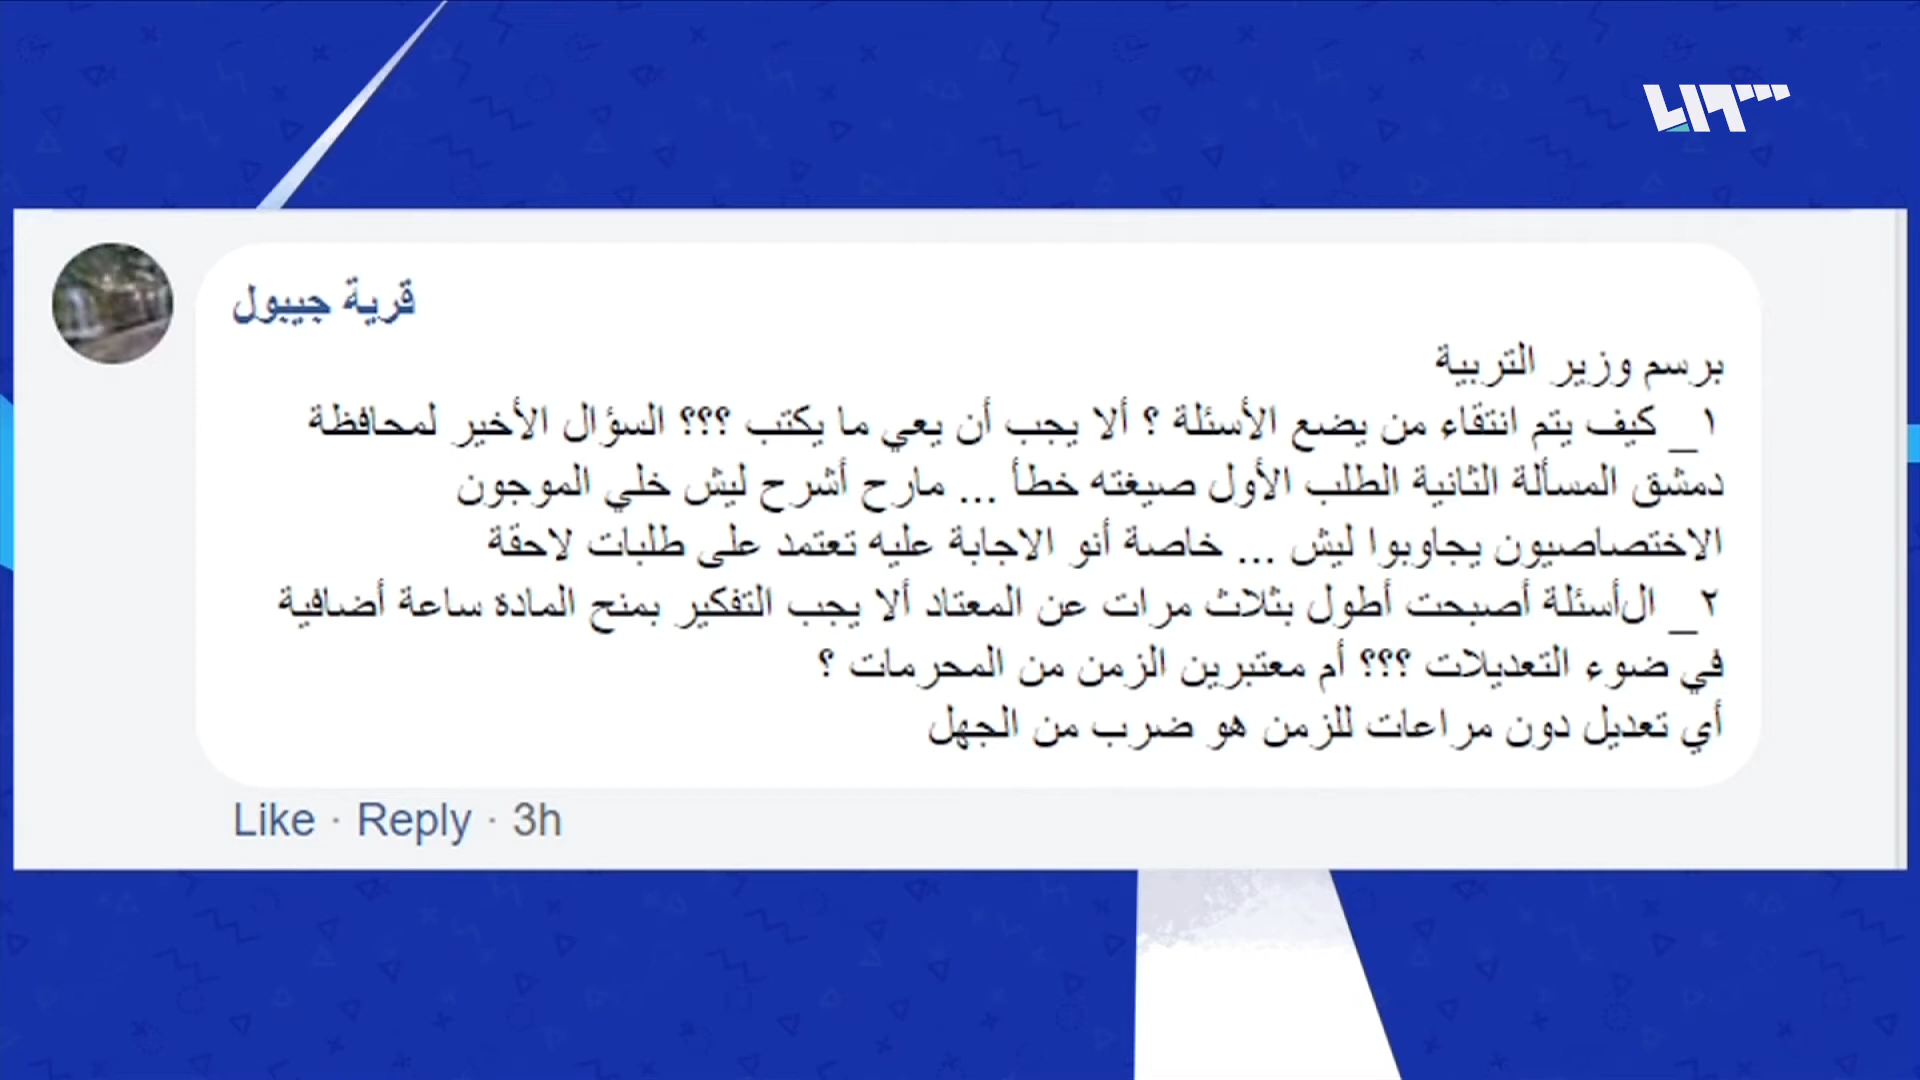 قرية جيبول
برسم وزير التربية
١_ كيف يتم انتقاء من يضع الأسئلة ؟ ألا يجب أن يعي ما يكتب ؟؟؟ السؤال الأخير لمحافظة
دمشق المسألة الثانية الطلب الأول صيغته خطأ ... مارح أشرح ليش خلي الموجون
الاختصاصيون يجاوبوا ليش ... خاصة أنو الاجابة عليه تعتمد على طلبات لاحقة
٢_ الأسئلة أصبحت أطول بثلاث مرات عن المعتاد ألا يجب التفكير بمنح المادة ساعة أضافية
في ضوء التعديلات ؟؟؟ أم معتبرين الزمن من المحرمات ؟
أي تعديل دون مراعات للزمن هو ضرب من الجهل
Like · Reply · 3h